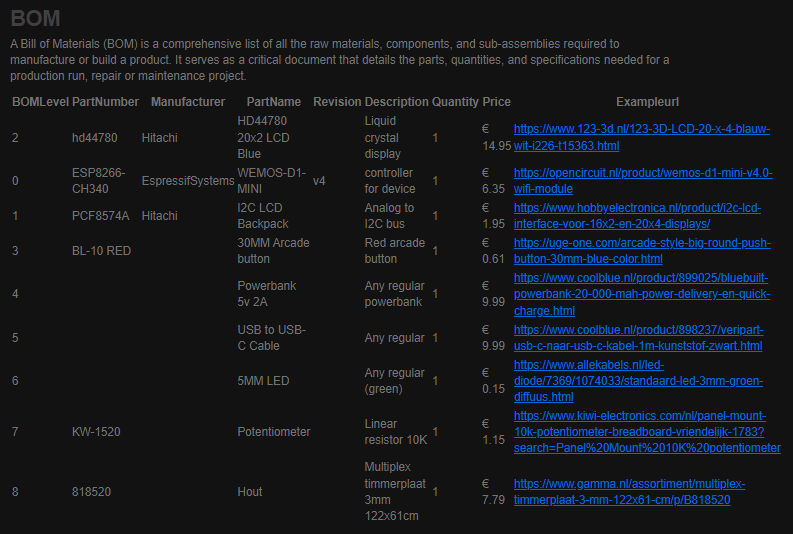 BOM
A Bill of Materials (BOM) is a comprehensive list of all the raw materials, components, and sub-assemblies required to
manufacture or build a product. It serves as a critical document that details the parts, quantities, and specifications needed for a
production run, repair or maintenance project.
BOMLevel PartNumber Manufacturer PartName Revision Description Quantity Price Exampleurl
2 hd44780 Hitachi HD44780 20x2 LCD Blue Liquid crystal display 1 € 14.95 https://www.123-3d.nl/123-3D-LCD-20-x-4-blauw-wit-i226-t15363.html
0 ESP8266-CH340 EspressifSystems WEMOS-D1-MINI v4 controller for device 1 € 6.35 https://opencircuit.nl/product/wemos-d1-mini-v4.0-wifi-module
1 PCF8574A Hitachi I2C LCD Backpack Analog to I2C bus 1 € 1.95 https://www.hobbyelectronica.nl/product/i2c-lcd-interface-voor-16x2-en-20x4-displays/
3 BL-10 RED 30MM Arcade button Red arcade button 1 € 0.61 https://uge-one.com/arcade-style-big-round-push-button-30mm-blue-color.html
4 Powerbank 5v 2A Any regular powerbank 1 € 9.99 https://www.coolblue.nl/product/899025/bluebuilt-powerbank-20-000-mah-power-delivery-en-quick-charge.html
5 USB to USB-C Cable Any regular 1 € 9.99 https://www.coolblue.nl/product/898237/veripart-usb-c-naar-usb-c-kabel-1m-kunststof-zwart.html
6 5MM LED Any regular (green) 1 € 0.15 https://www.allekabels.nl/led-diode/7369/1074033/standaard-led-3mm-groen-diffuus.html
7 KW-1520 Potentiometer Linear resistor 10K 1 € 1.15 https://www.kiwi-electronics.com/nl/panel-mount-10k-potentiometer-breadboard-vriendelijk-1783?search=Panel%20Mount%2010K%20potentiometer
8 818520 Hout Multiplex timmerplaat 3mm 122x61cm 1 € 7.79 https://www.gamma.nl/assortiment/multiplex-timmerplaat-3-mm-122x61-cm/p/B818520